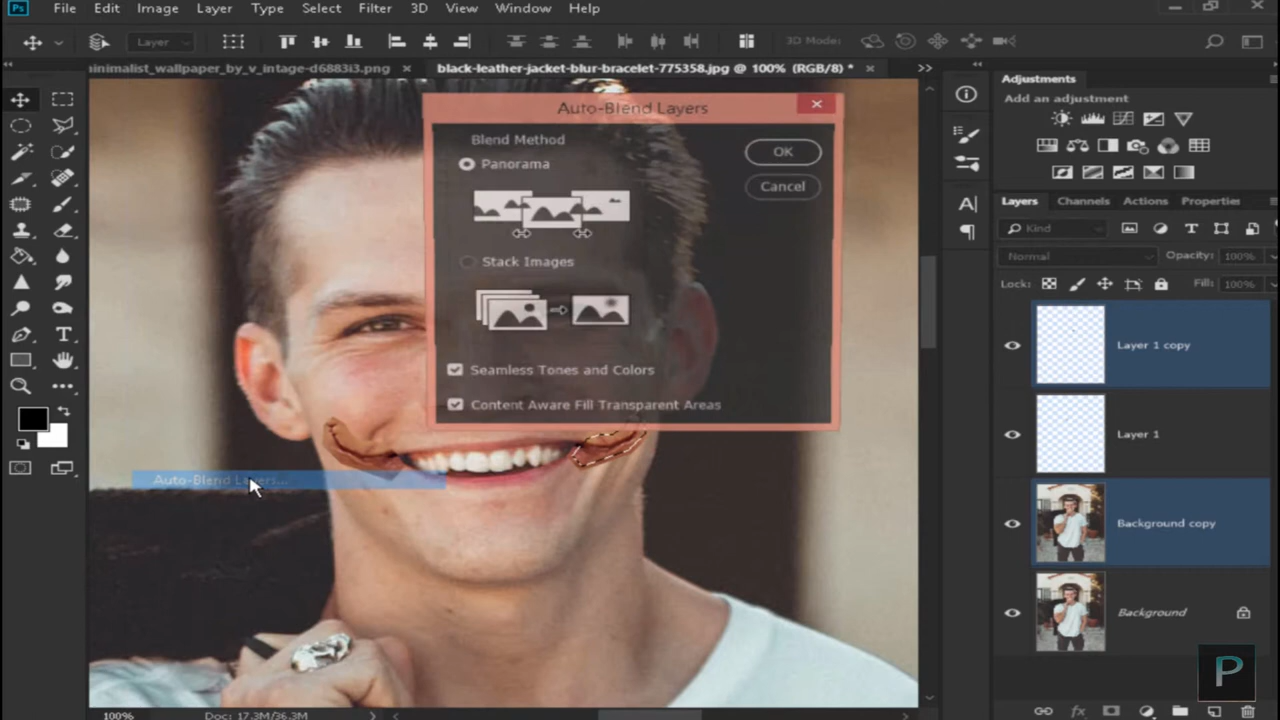 Ps File Edit Image Layer Type Select Filter 3D View Window Help
Layer 3D Mode:
minimalist_wallpaper_by_v_intage-d6883i3.png × black-leather-jacket-blur-bracelet-775358.jpg @ 100% (RGB/8) * ×
Auto-Blend Layers
Blend Method
Panorama
OK
Cancel
Stack Images
Seamless Tones and Colors
Content Aware Fill Transparent Areas
Auto-Blend Layers...
Adjustments
Add an adjustment
Layers Channels Actions Properties
Kind
Normal Opacity: 100%
Lock: Fill: 100%
Layer 1 copy
Layer 1
Background copy
Background
P
100% Doc: 17.3M/36.3M